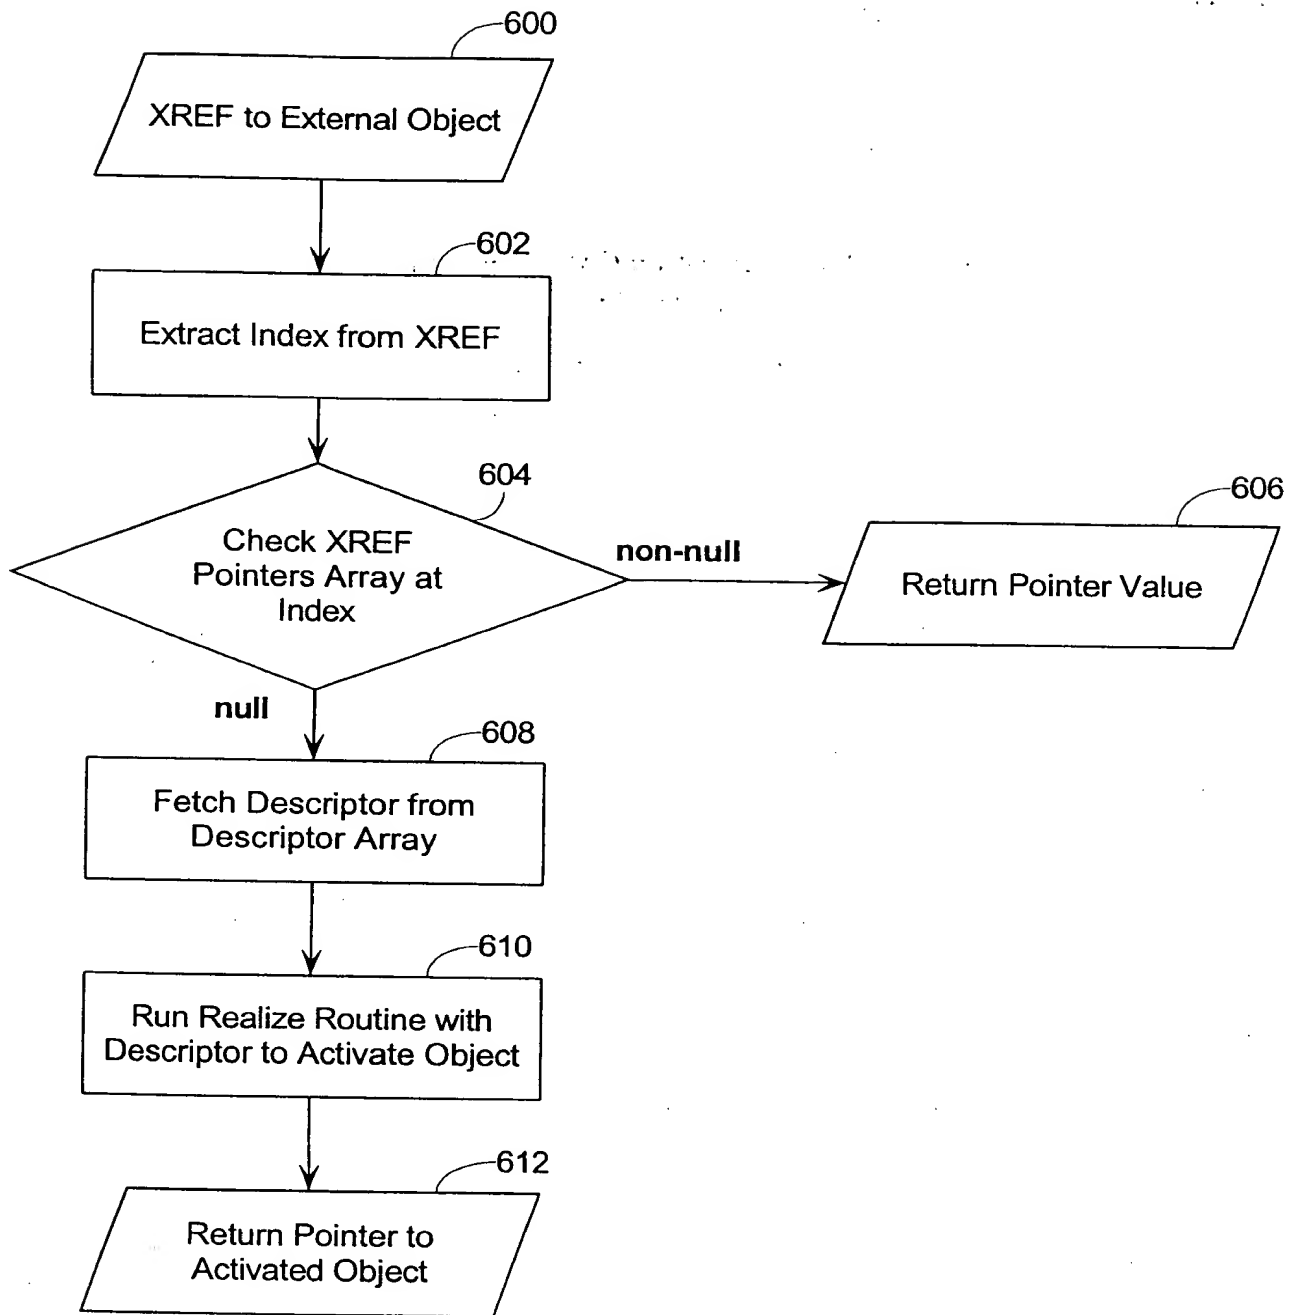 600
XREF to External Object
602
Extract Index from XREF
604
Check XREF
Pointers Array at
Index
non-null
606
Return Pointer Value
null
608
Fetch Descriptor from
Descriptor Array
610
Run Realize Routine with
Descriptor to Activate Object
612
Return Pointer to
Activated Object